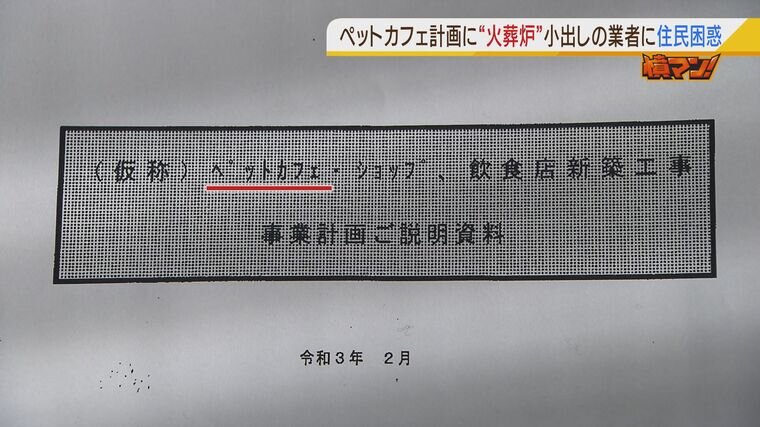 ペットカフェ計画に“火葬炉”小出しの業者に住民困惑
憤マン!
（仮称）ﾍﾟｯﾄｶﾌｪ・ｼｮｯﾌﾟ、飲食店新築工事
事業計画ご説明資料
令和３年　２月